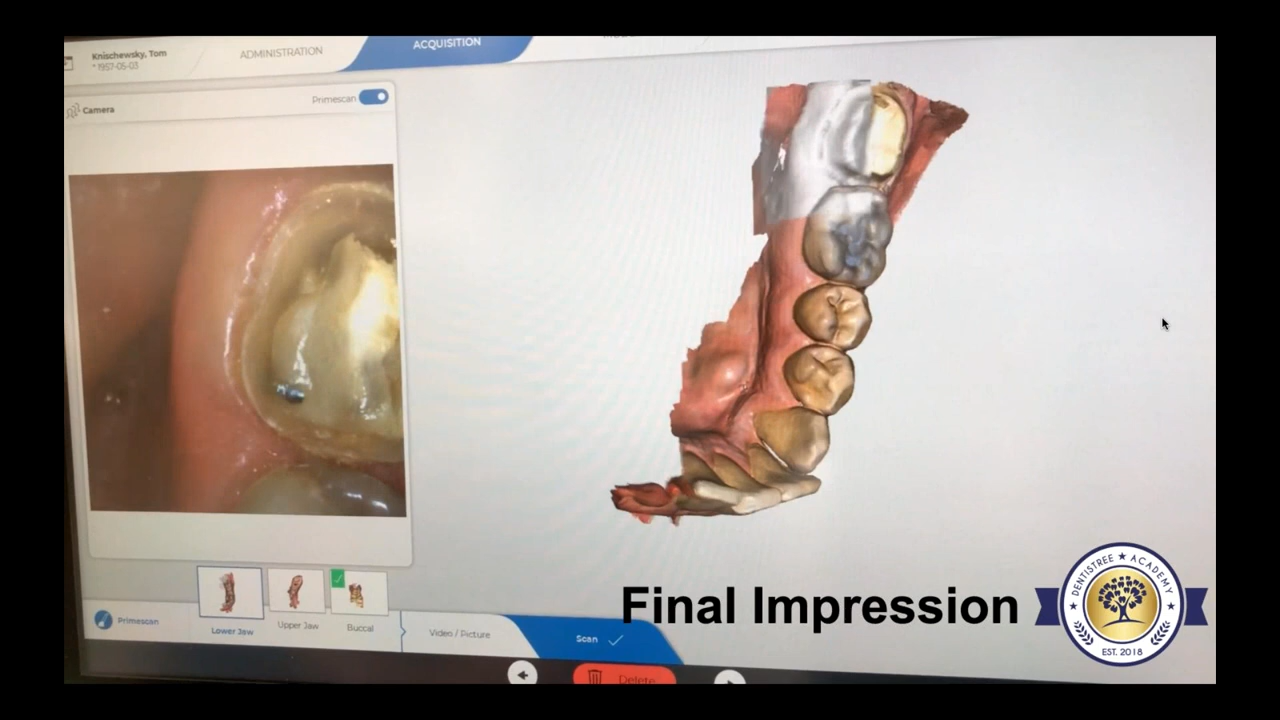 Knischewsky, Tom
* 1957-05-03
ADMINISTRATION
ACQUISITION
Camera
Primescan
Primescan
Lower Jaw
Upper Jaw
Buccal
Video / Picture
Scan
Delete
Final Impression
DENTISTREE ★ ACADEMY
EST. 2018